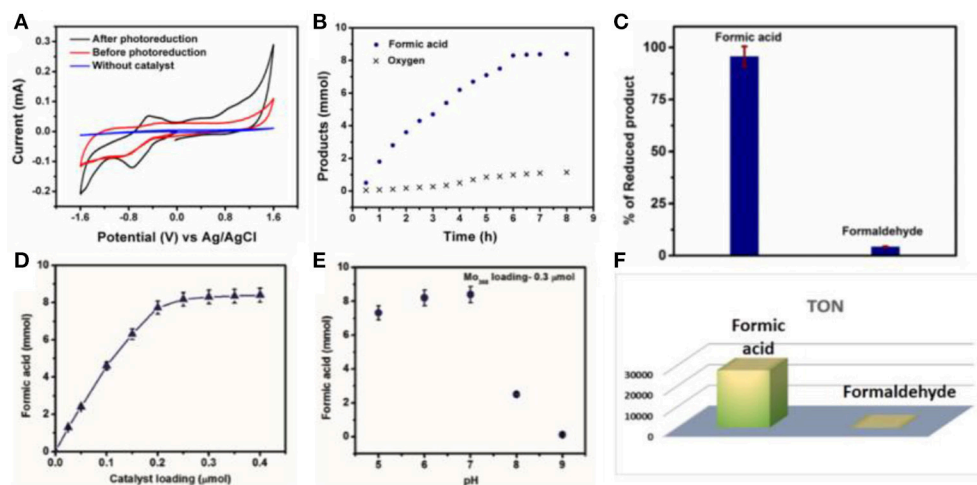 A
After photoreduction
Before photoreduction
Without catalyst
0.3
0.2
0.1
0.0
-0.1
-0.2
Current (mA)
-1.6
-0.8
0.0
0.8
1.6
Potential (V) vs Ag/AgCl
B
Formic acid
Oxygen
10
8
6
4
2
0
Products (mmol)
0
1
2
3
4
5
6
7
8
9
Time (h)
C
Formic acid
Formaldehyde
100
75
50
25
0
% of Reduced product
D
10
8
6
4
2
0
Formic acid (mmol)
0.0
0.1
0.2
0.3
0.4
Catalyst loading (μmol)
E
Mo368 loading- 0.3 μmol
10
8
6
4
2
0
Formic acid (mmol)
5
6
7
8
9
pH
F
TON
Formic
acid
Formaldehyde
30000
20000
10000
0